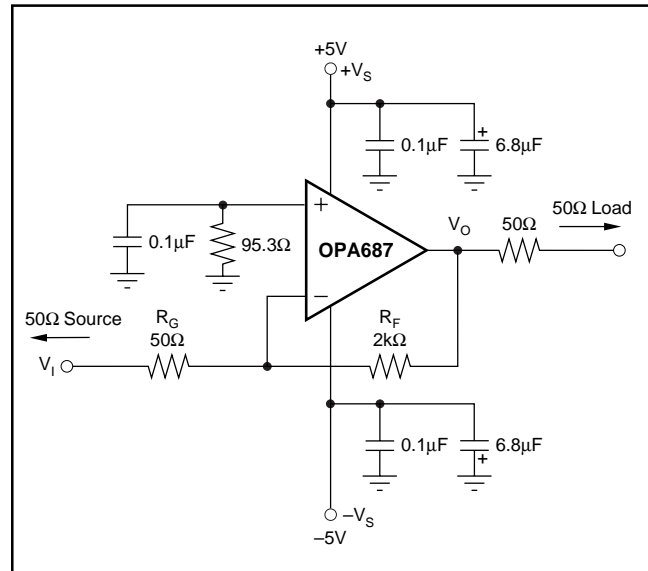 +5V
+V_S
0.1μF
6.8μF
+
0.1μF
95.3Ω
+
OPA687
−
V_O
50Ω
50Ω Load
50Ω Source
R_G
50Ω
R_F
2kΩ
V_I
0.1μF
6.8μF
+
−V_S
−5V